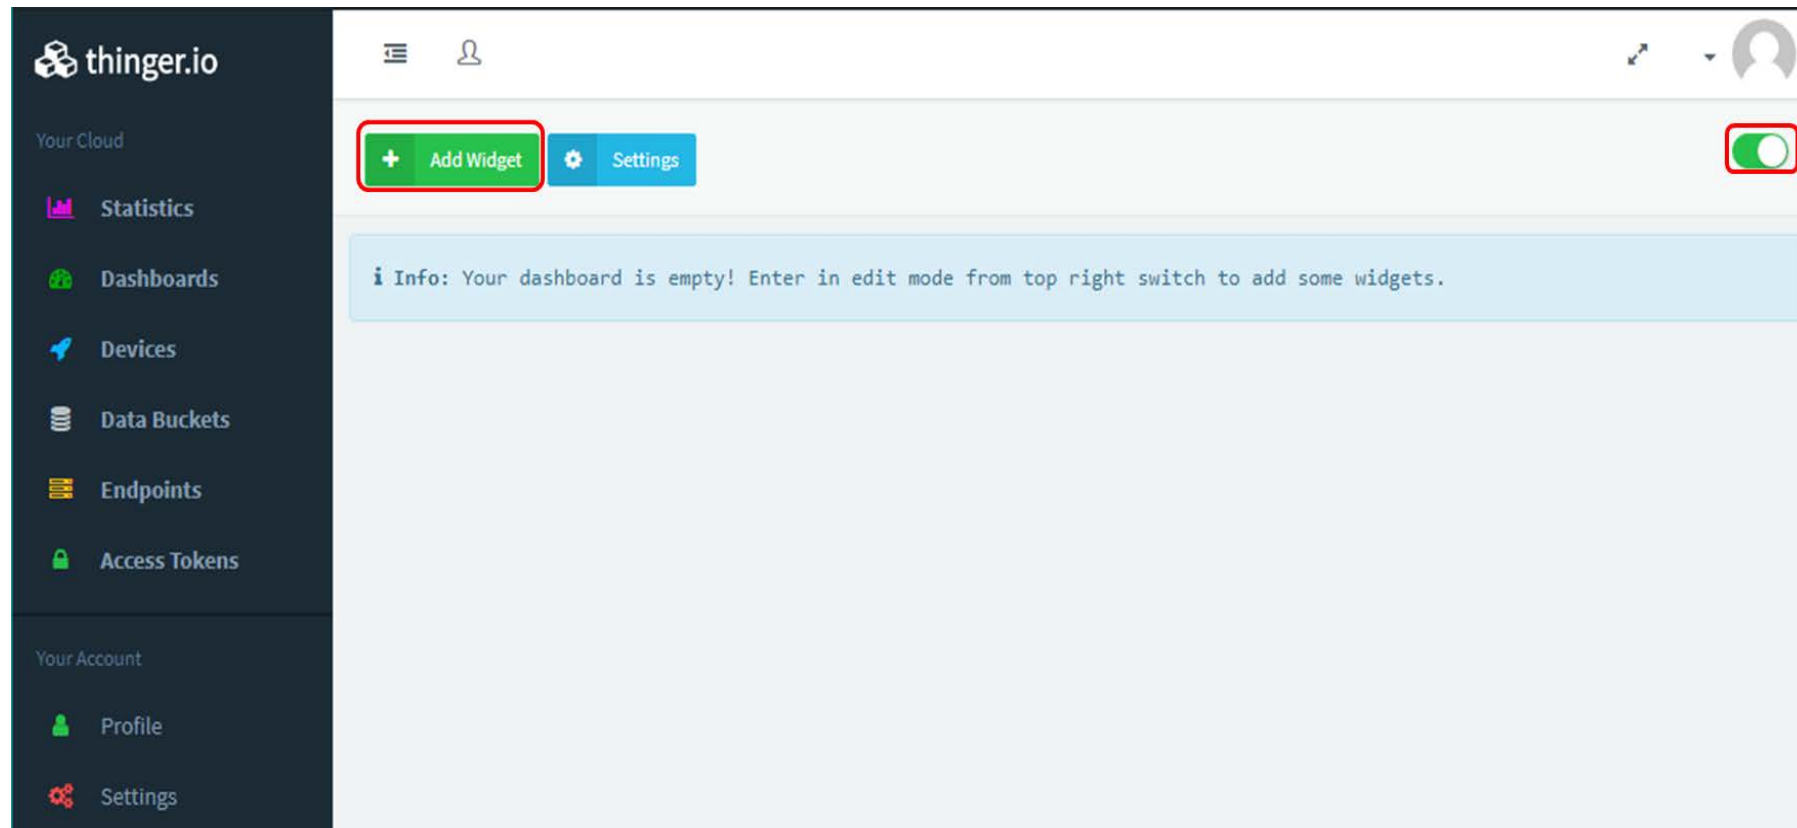 thinger.io
Your Cloud
Statistics
Dashboards
Devices
Data Buckets
Endpoints
Access Tokens
Your Account
Profile
Settings
Add Widget
Settings
Info: Your dashboard is empty! Enter in edit mode from top right switch to add some widgets.